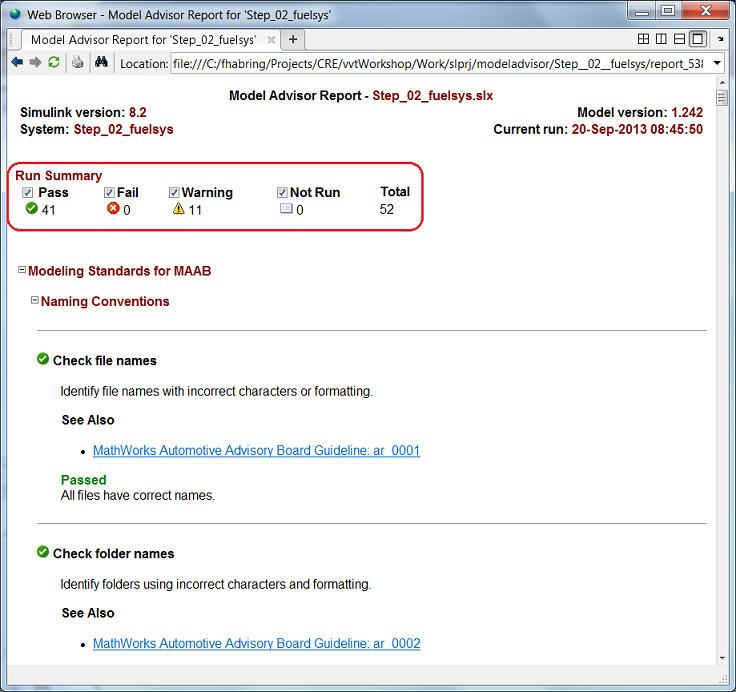 Web Browser - Model Advisor Report for 'Step_02_fuelsys'
Model Advisor Report for 'Step_02_fuelsys'
Location: file:///C:/fhabring/Projects/CRE/vvtWorkshop/Work/slprj/modeladvisor/Step__02__fuelsys/report_538
Model Advisor Report - Step_02_fuelsys.slx
Simulink version: 8.2 Model version: 1.242
System: Step_02_fuelsys Current run: 20-Sep-2013 08:45:50
Run Summary
Pass Fail Warning Not Run Total
41 0 11 0 52
Modeling Standards for MAAB
Naming Conventions
Check file names
Identify file names with incorrect characters or formatting.
See Also
MathWorks Automotive Advisory Board Guideline: ar_0001
Passed
All files have correct names.
Check folder names
Identify folders using incorrect characters and formatting.
See Also
MathWorks Automotive Advisory Board Guideline: ar_0002